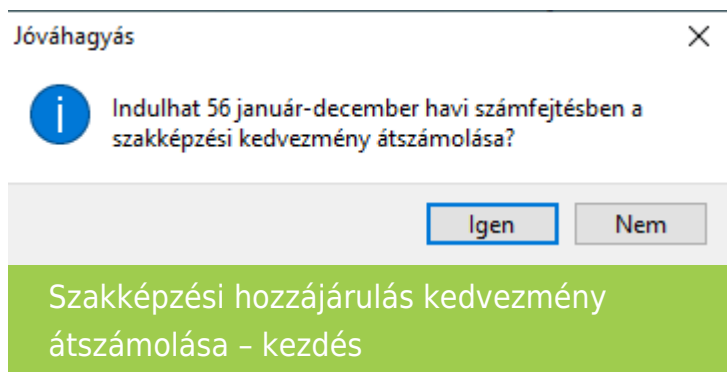 Jóváhagyás
Indulhat 56 január-december havi számfejtésben a
szakképzési kedvezmény átszámolása?
Igen Nem
Szakképzési hozzájárulás kedvezmény
átszámolása – kezdés